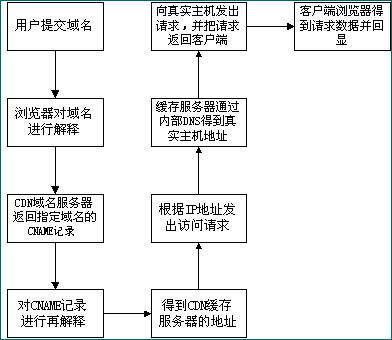 用户提交域名
浏览器对域名
进行解释
CDN域名服务器
返回指定域名的
CNAME记录
对CNAME记录
进行再解释
得到CDN缓存
服务器的地址
根据IP地址发
出访问请求
缓存服务器通过
内部DNS得到真
实主机地址
向真实主机发出
请求，并把请求
返回客户端
客户端浏览器得
到请求数据并回
显